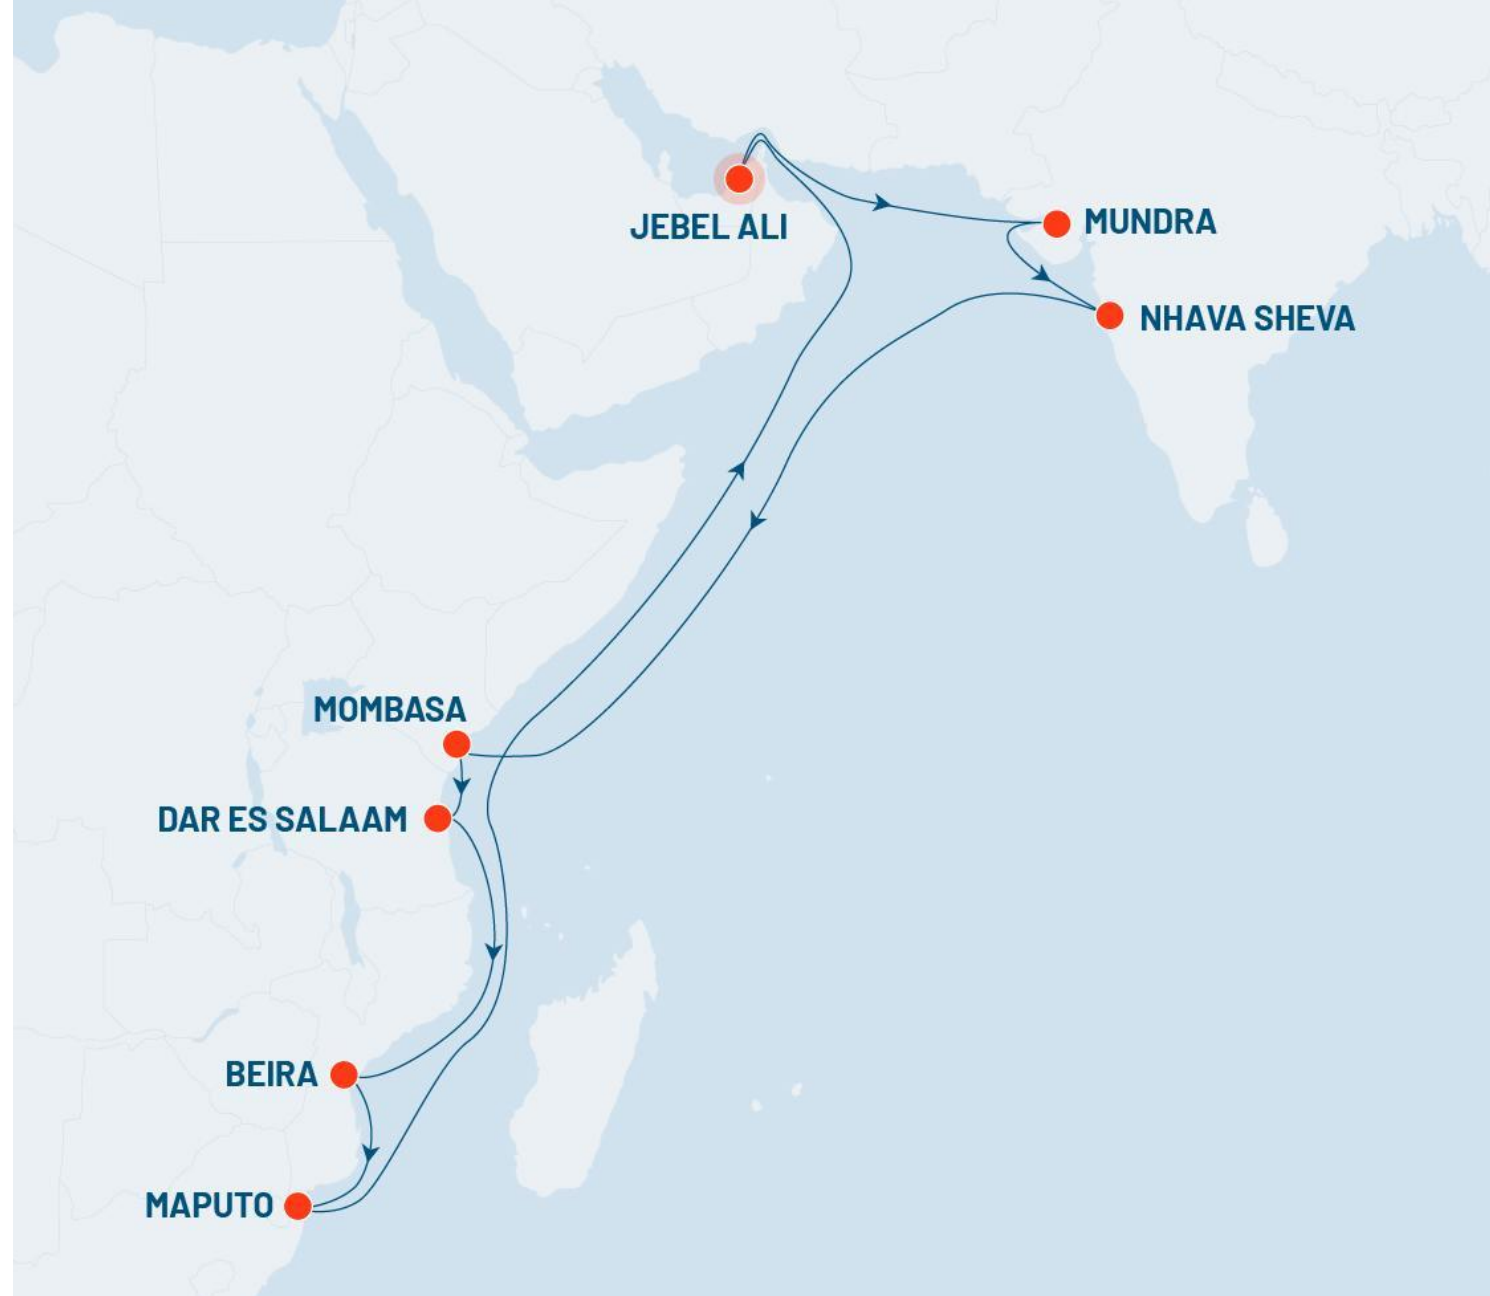 JEBEL ALI
MUNDRA
NHAVA SHEVA
MOMBASA
DAR ES SALAAM
BEIRA
MAPUTO